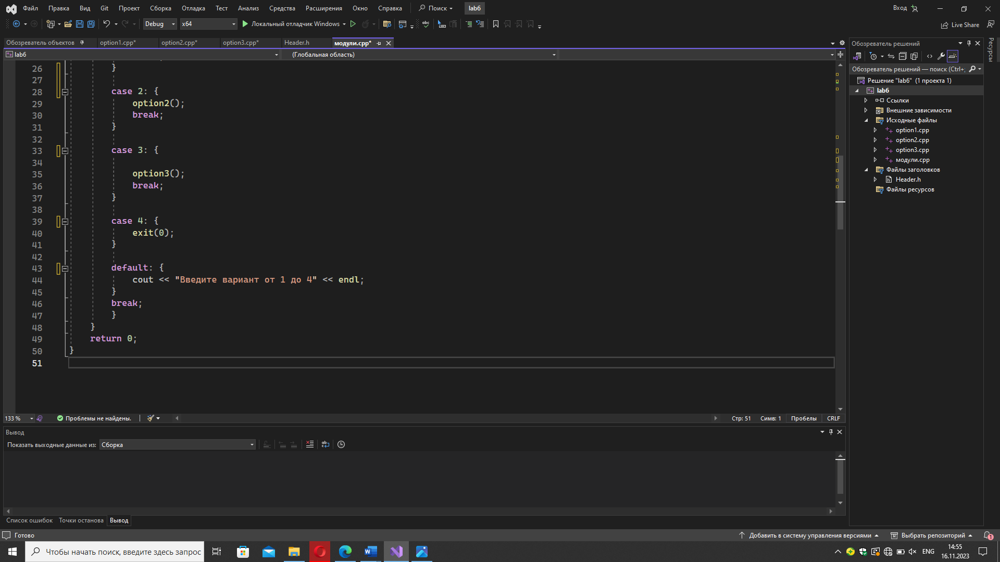 Файл Правка Вид Git Проект Сборка Отладка Тест Анализ Средства Расширения Окно Справка Поиск lab6 Вход
Debug x64 Локальный отладчик Windows Live Share
Обозреватель объектов option1.cpp* option2.cpp* option3.cpp* Header.h модули.cpp*
lab6 (Глобальная область)
26 }
27
28 case 2: {
29 option2();
30 break;
31 }
32
33 case 3: {
34
35 option3();
36 break;
37 }
38
39 case 4: {
40 exit(0);
41 }
42
43 default: {
44 cout << "Введите вариант от 1 до 4" << endl;
45 }
46 break;
47 }
48 }
49 return 0;
50 }
51
133 % Проблемы не найдены. Стр: 51 Симв: 1 Пробелы CRLF
Вывод
Показать выходные данные из: Сборка
Список ошибок Точки останова Вывод
Обозреватель решений
Обозреватель решений — поиск (Ctrl+;
Решение "lab6" (1 проекта 1)
lab6
Ссылки
Внешние зависимости
Исходные файлы
option1.cpp
option2.cpp
option3.cpp
модули.cpp
Файлы заголовков
Header.h
Файлы ресурсов
Ресурсы
Готово Добавить в систему управления версиями Выбрать репозиторий 1
Чтобы начать поиск, введите здесь запрос ENG 14:55
16.11.2023